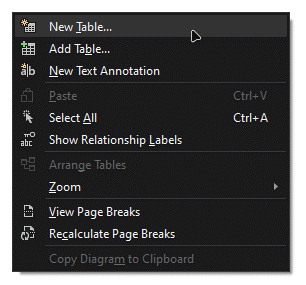 New Table...
Add Table...
a|b New Text Annotation
Paste Ctrl+V
Select All Ctrl+A
abc Show Relationship Labels
Arrange Tables
Zoom
View Page Breaks
Recalculate Page Breaks
Copy Diagram to Clipboard